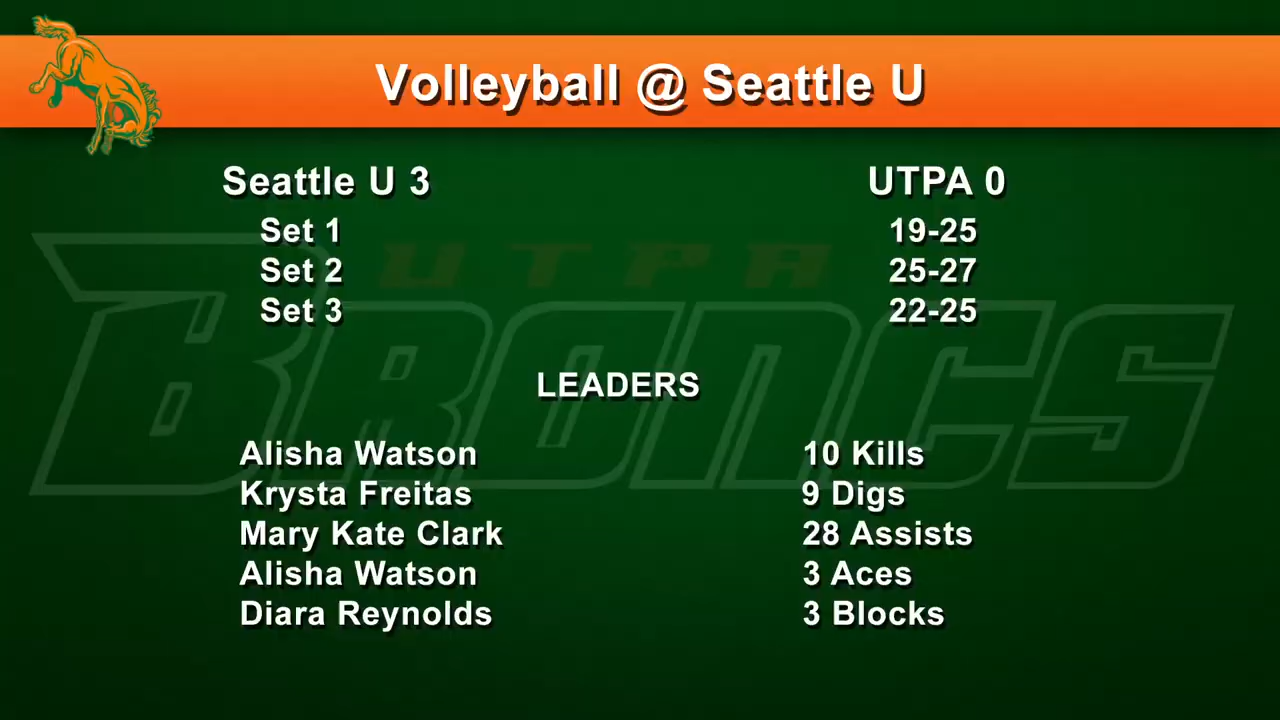 Volleyball @ Seattle U
Seattle U 3 UTPA 0
Set 1 19-25
Set 2 25-27
Set 3 22-25
UTPA
BRONCS
LEADERS
Alisha Watson 10 Kills
Krysta Freitas 9 Digs
Mary Kate Clark 28 Assists
Alisha Watson 3 Aces
Diara Reynolds 3 Blocks